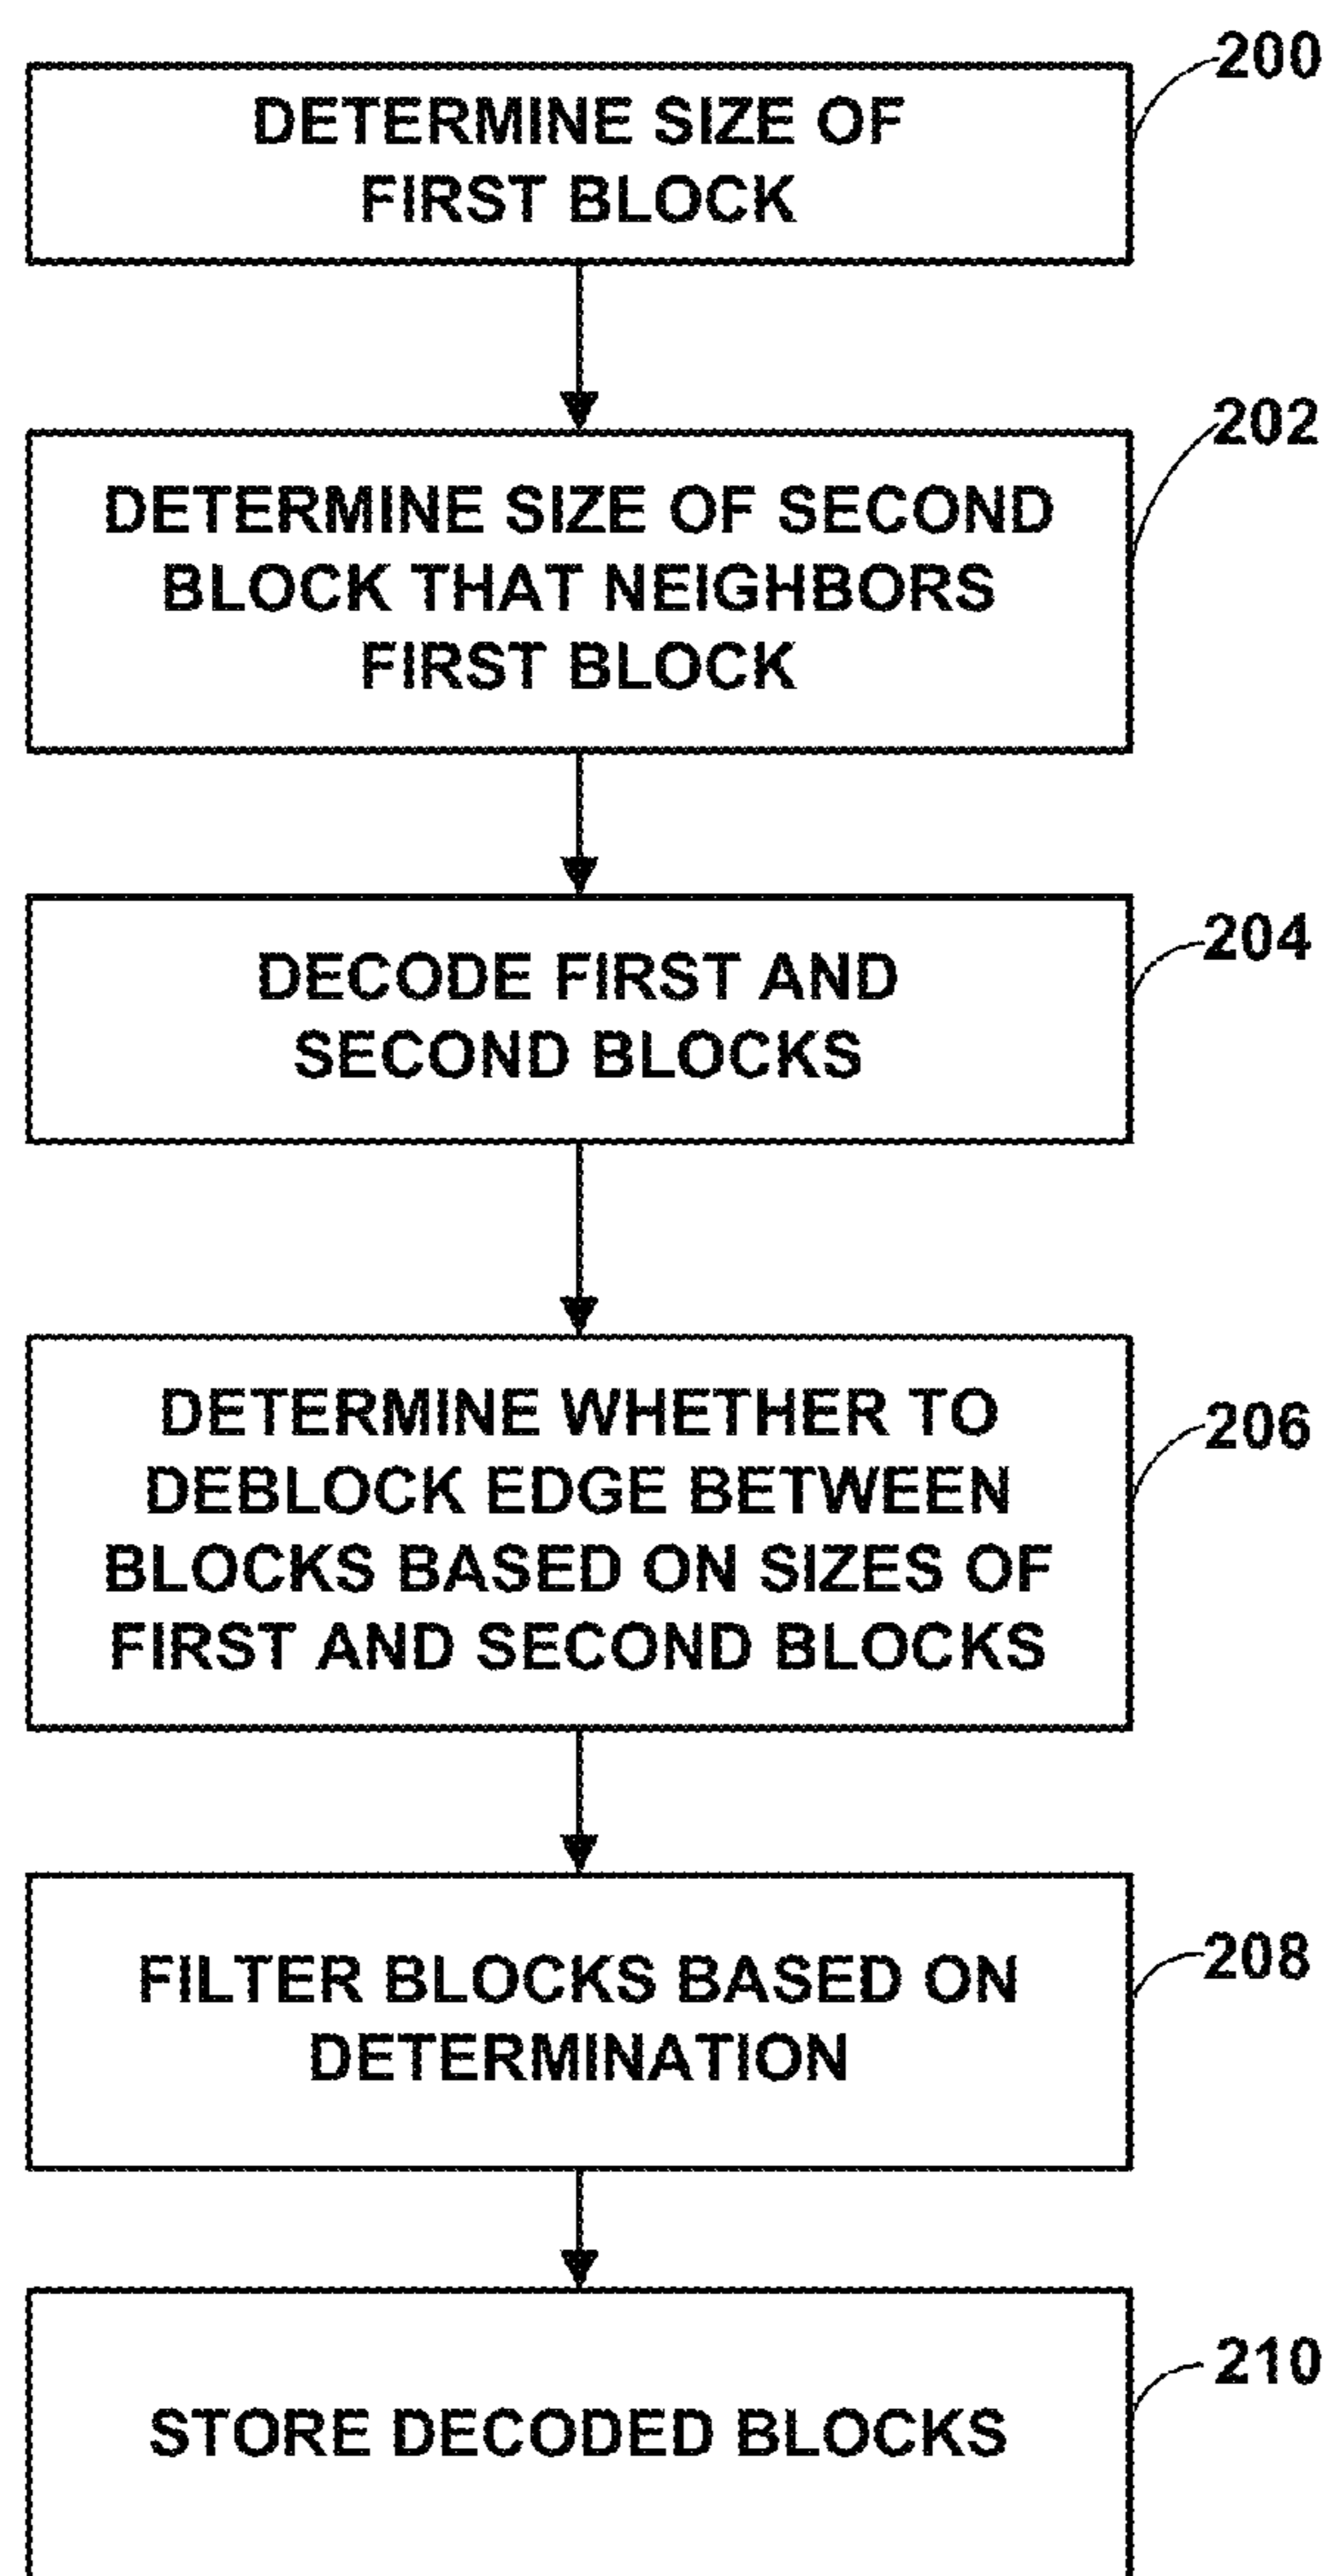 200
DETERMINE SIZE OF
FIRST BLOCK
202
DETERMINE SIZE OF SECOND
BLOCK THAT NEIGHBORS
FIRST BLOCK
204
DECODE FIRST AND
SECOND BLOCKS
206
DETERMINE WHETHER TO
DEBLOCK EDGE BETWEEN
BLOCKS BASED ON SIZES OF
FIRST AND SECOND BLOCKS
208
FILTER BLOCKS BASED ON
DETERMINATION
210
STORE DECODED BLOCKS